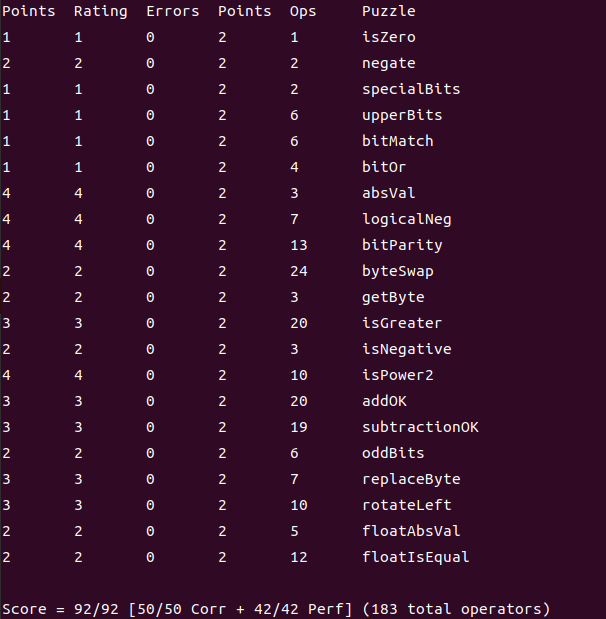 Points Rating Errors Points Ops Puzzle
1 1 0 2 1 isZero
2 2 0 2 2 negate
1 1 0 2 2 specialBits
1 1 0 2 6 upperBits
1 1 0 2 6 bitMatch
1 1 0 2 4 bitOr
4 4 0 2 3 absVal
4 4 0 2 7 logicalNeg
4 4 0 2 13 bitParity
2 2 0 2 24 byteSwap
2 2 0 2 3 getByte
3 3 0 2 20 isGreater
2 2 0 2 3 isNegative
4 4 0 2 10 isPower2
3 3 0 2 20 addOK
3 3 0 2 19 subtractionOK
2 2 0 2 6 oddBits
3 3 0 2 7 replaceByte
3 3 0 2 10 rotateLeft
2 2 0 2 5 floatAbsVal
2 2 0 2 12 floatIsEqual
Score = 92/92 [50/50 Corr + 42/42 Perf] (183 total operators)